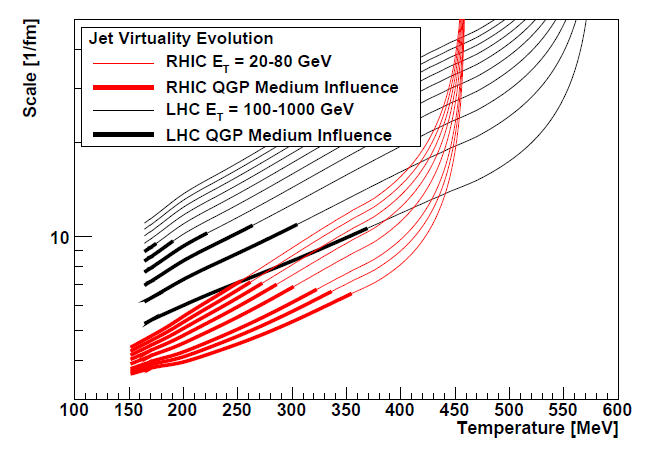 Jet Virtuality Evolution
RHIC E_T = 20-80 GeV
RHIC QGP Medium Influence
LHC E_T = 100-1000 GeV
LHC QGP Medium Influence
Scale [1/fm]
10
100 150 200 250 300 350 400 450 500 550 600
Temperature [MeV]